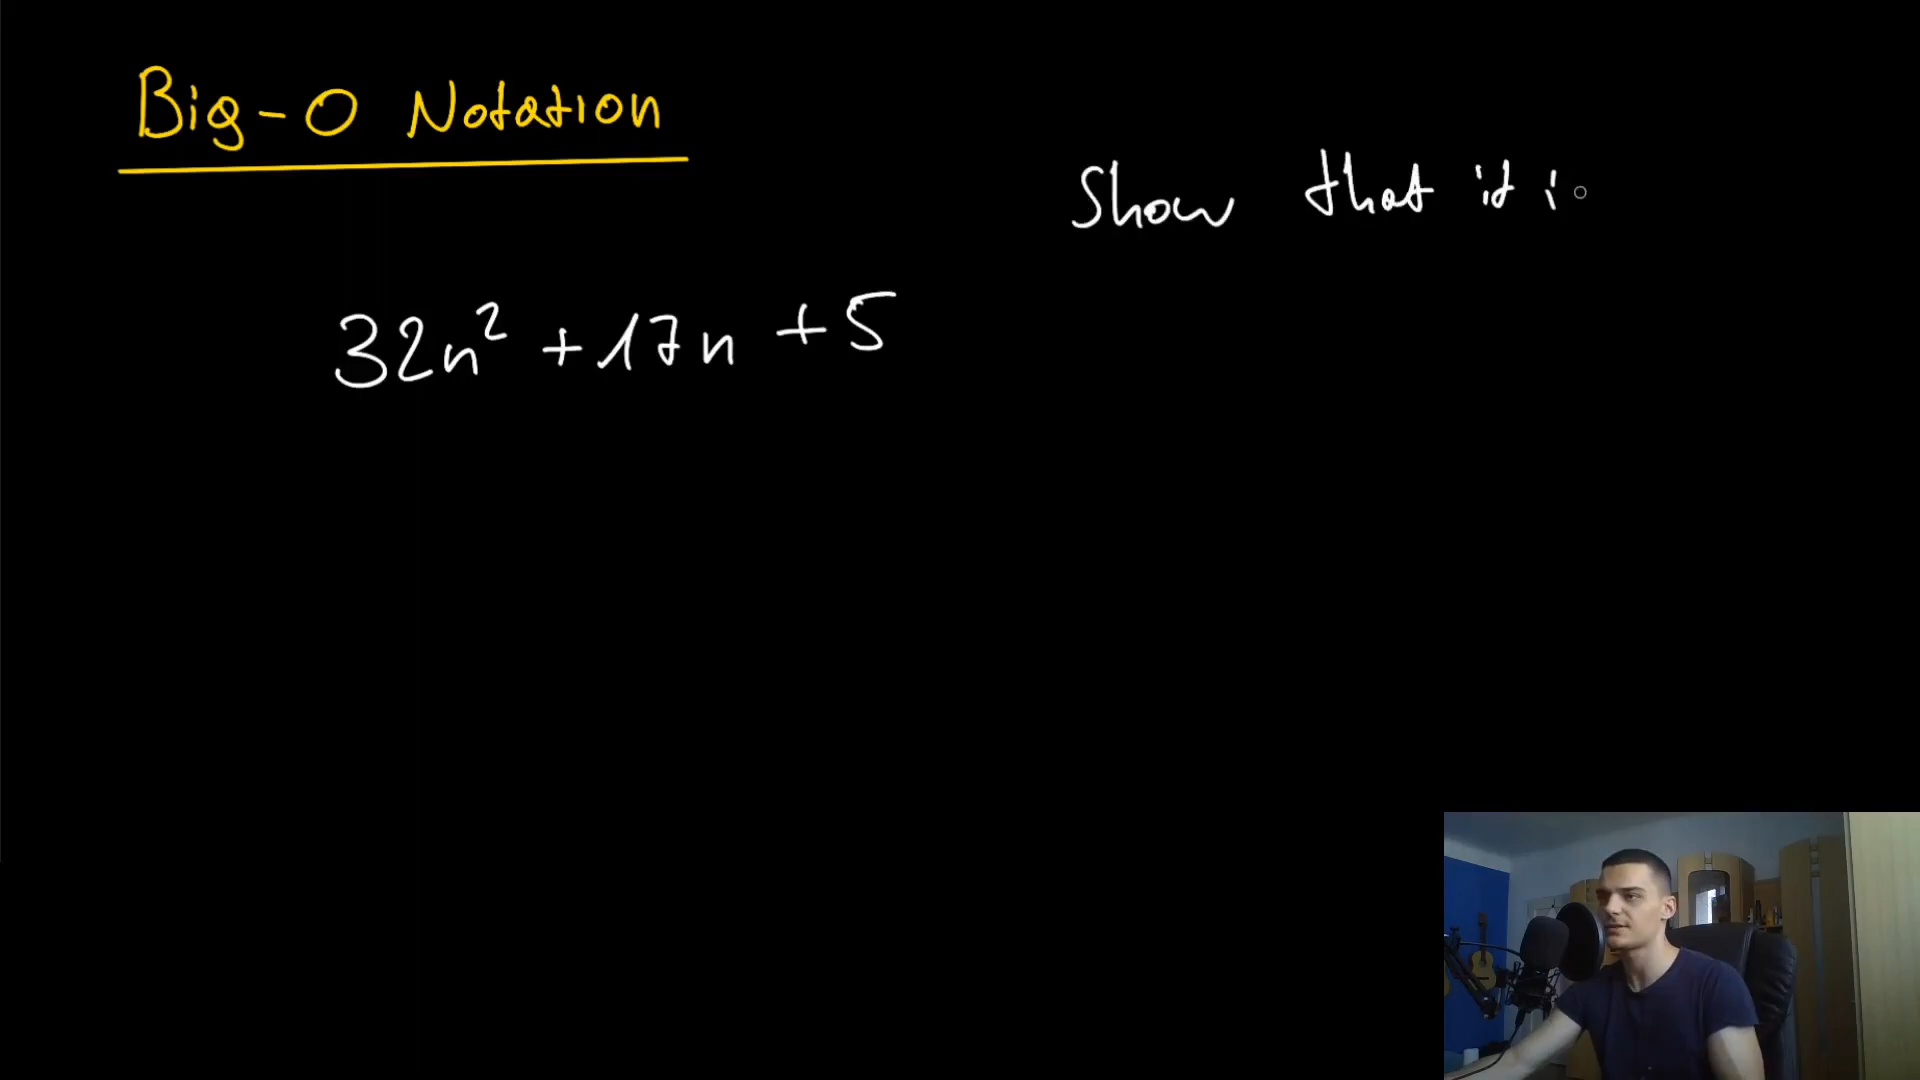 Big-O Notation
Show that it i
32n² + 17n + 5